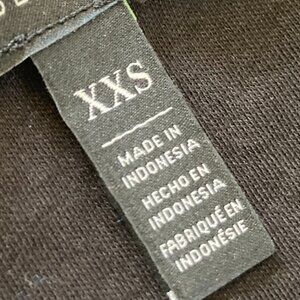 XXS
MADE IN
INDONESIA
HECHO EN
INDONESIA
FABRIQUÉ EN
INDONÉSIE